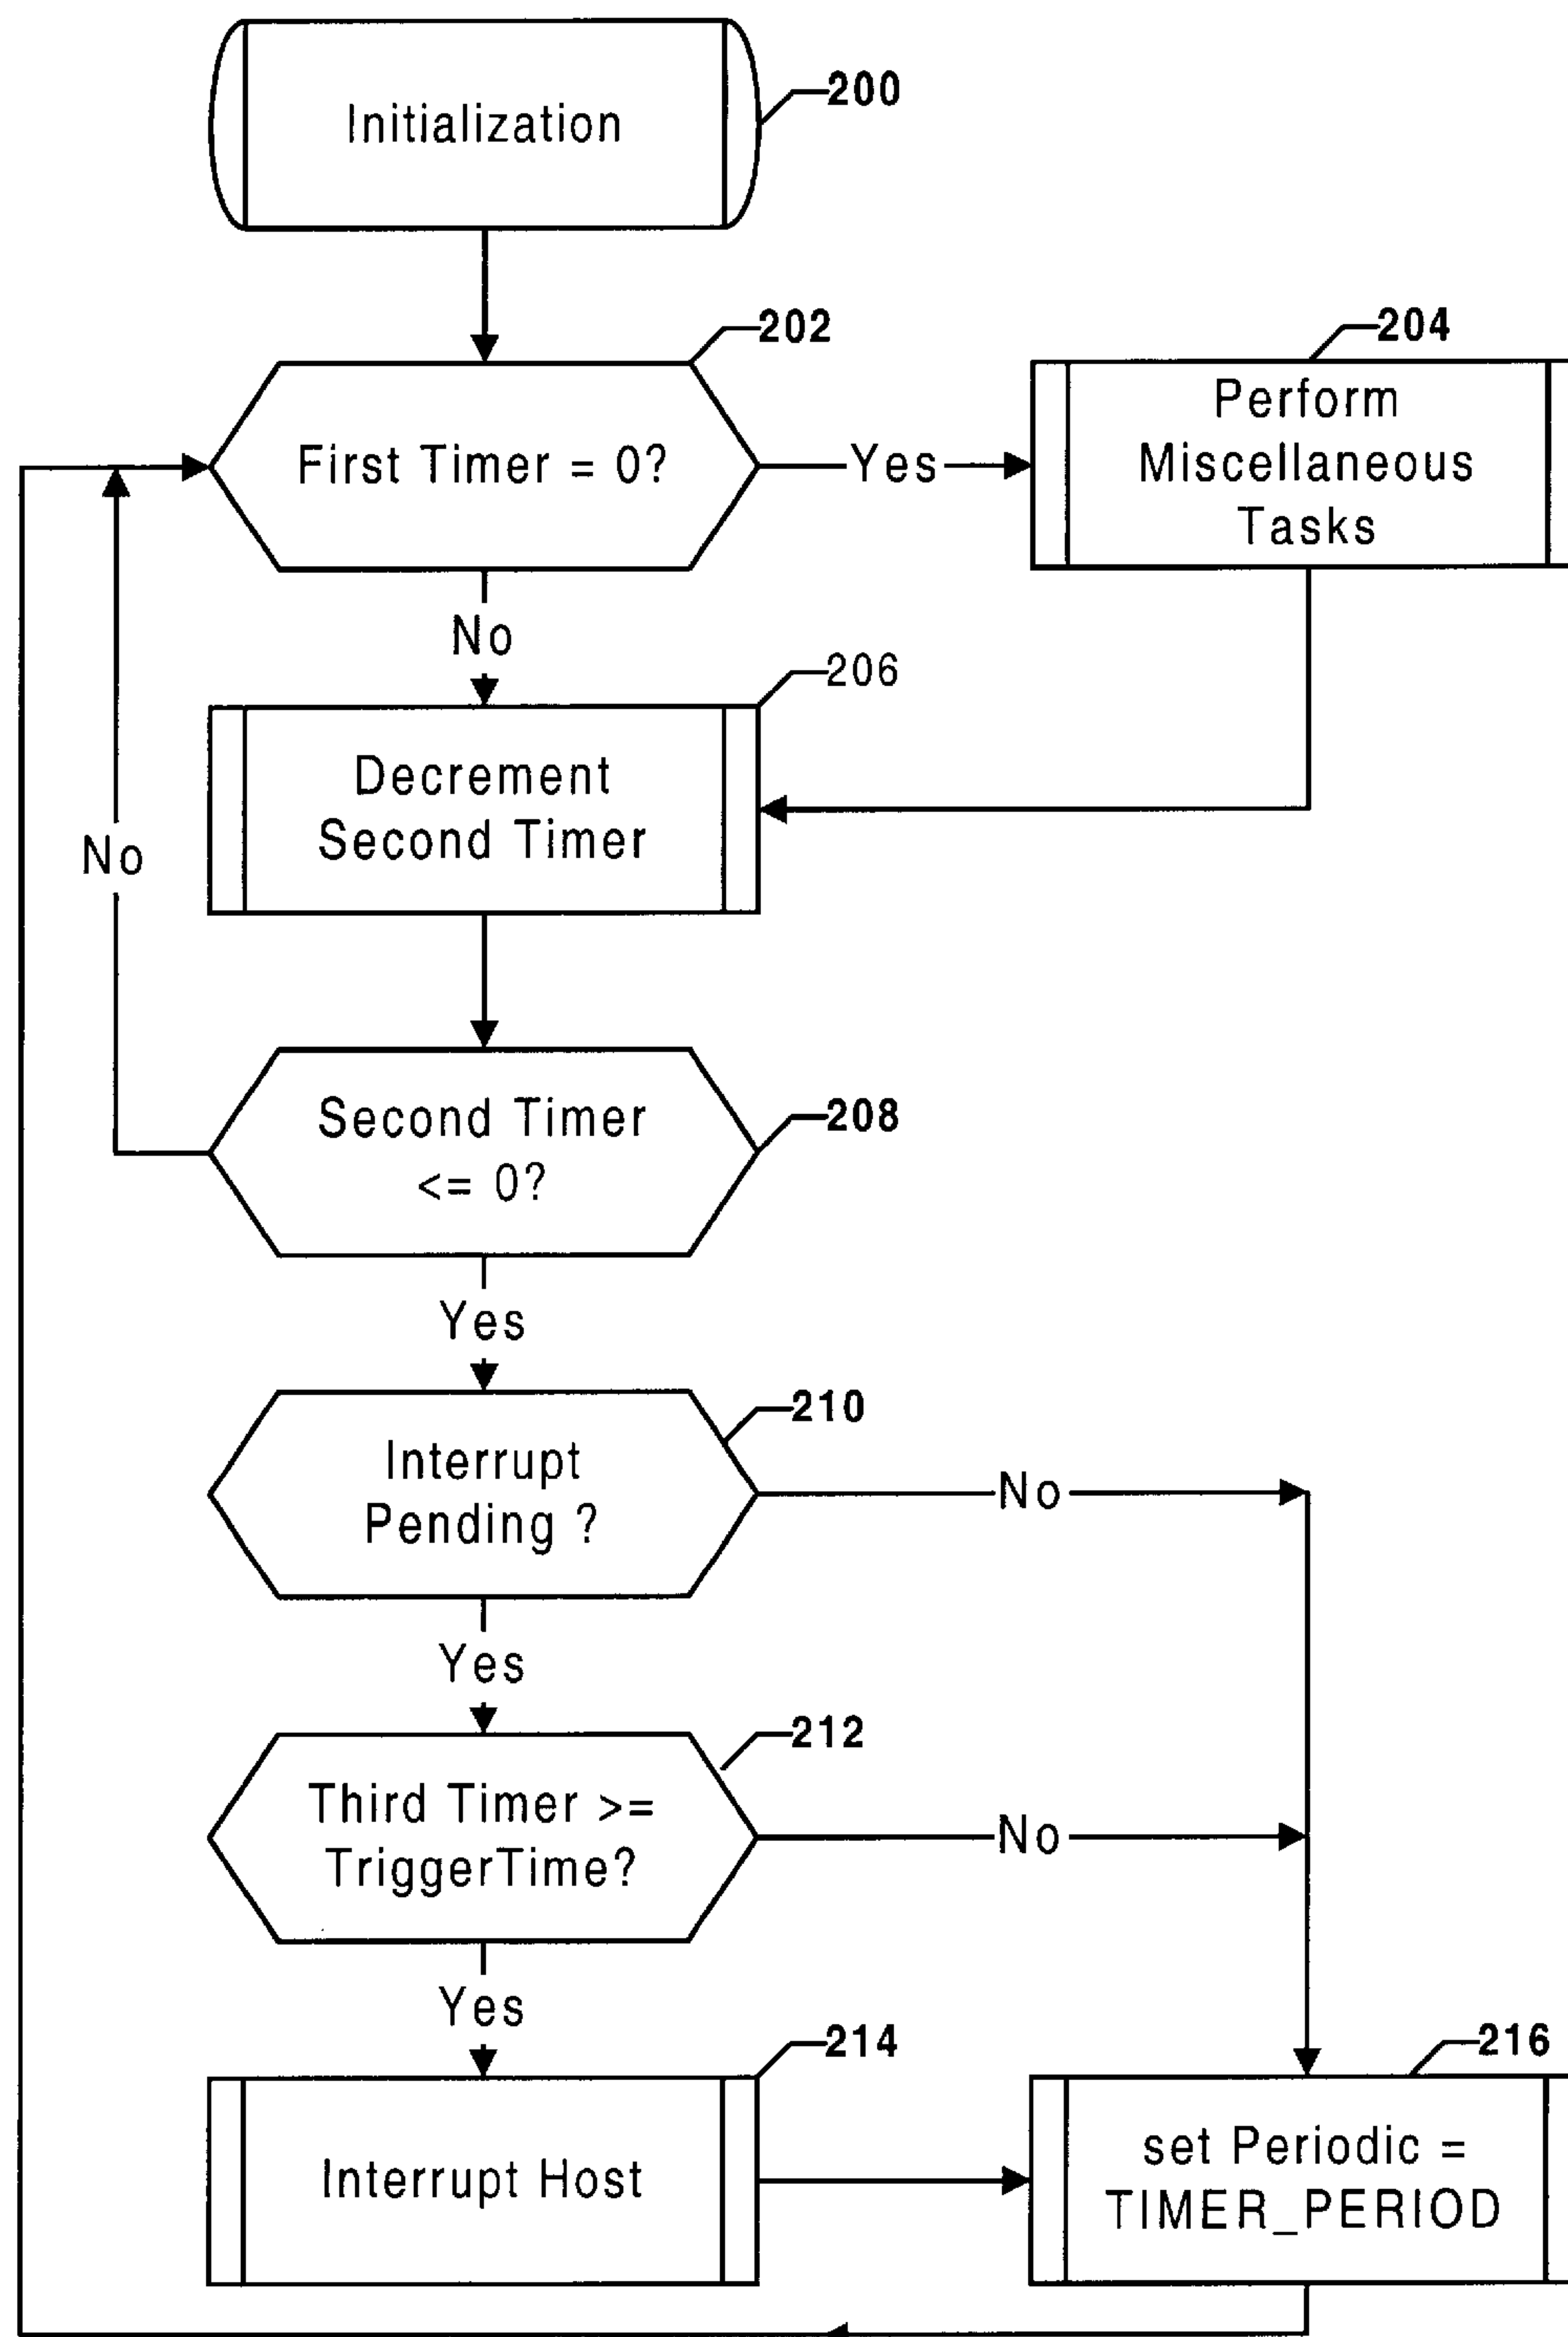 Initialization
200
First Timer = 0?
202
Yes
Perform
Miscellaneous
Tasks
204
No
Decrement
Second Timer
206
No
Second Timer
<= 0?
208
Yes
Interrupt
Pending ?
210
No
Yes
Third Timer >=
TriggerTime?
212
No
Yes
Interrupt Host
214
set Periodic =
TIMER_PERIOD
216